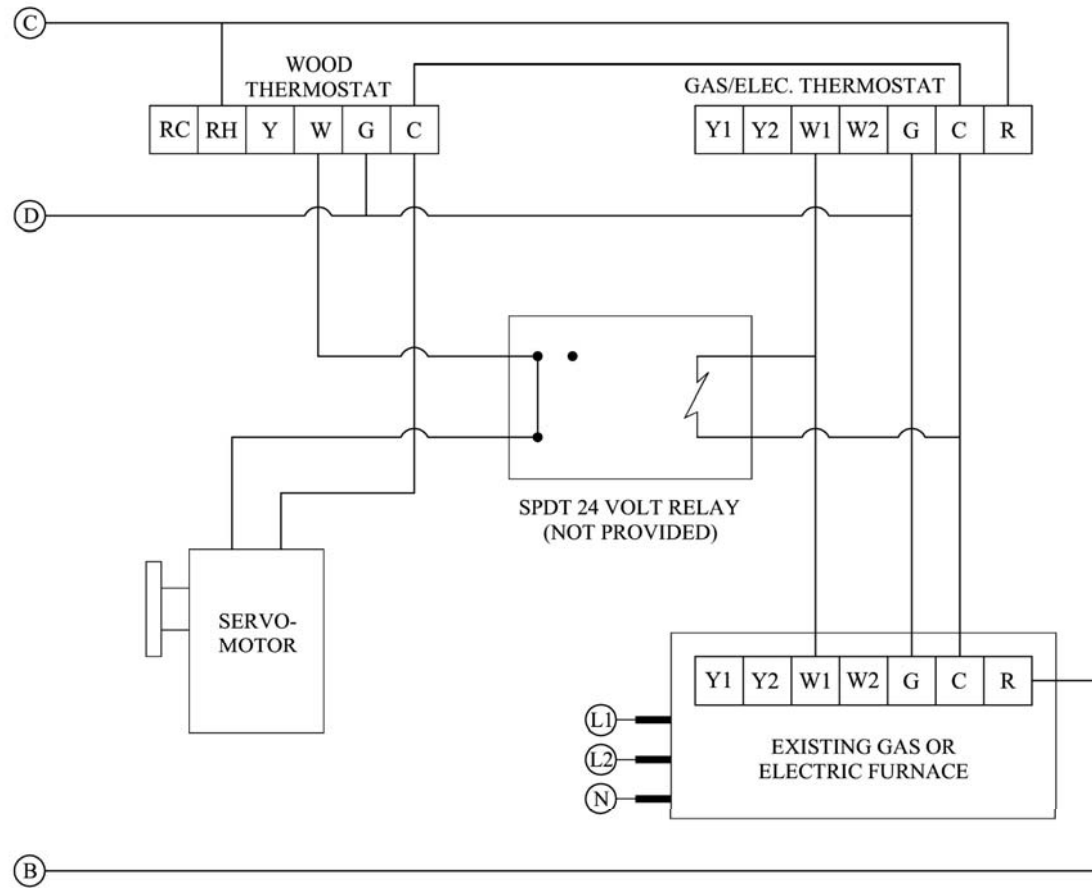 C
WOOD
THERMOSTAT
GAS/ELEC. THERMOSTAT
RC RH Y W G C
Y1 Y2 W1 W2 G C R
D
SPDT 24 VOLT RELAY
(NOT PROVIDED)
SERVO-
MOTOR
Y1 Y2 W1 W2 G C R
L1
L2
N
EXISTING GAS OR
ELECTRIC FURNACE
B